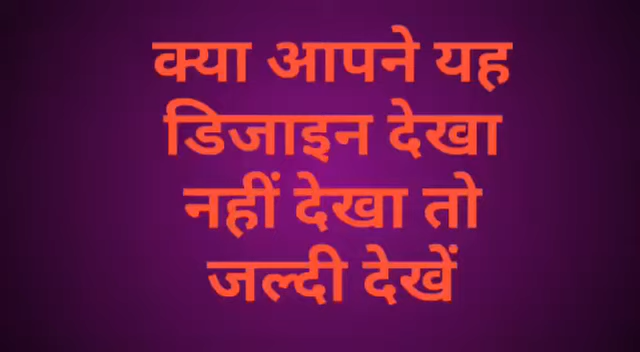 क्या आपने यह
डिजाइन देखा
नहीं देखा तो
जल्दी देखें